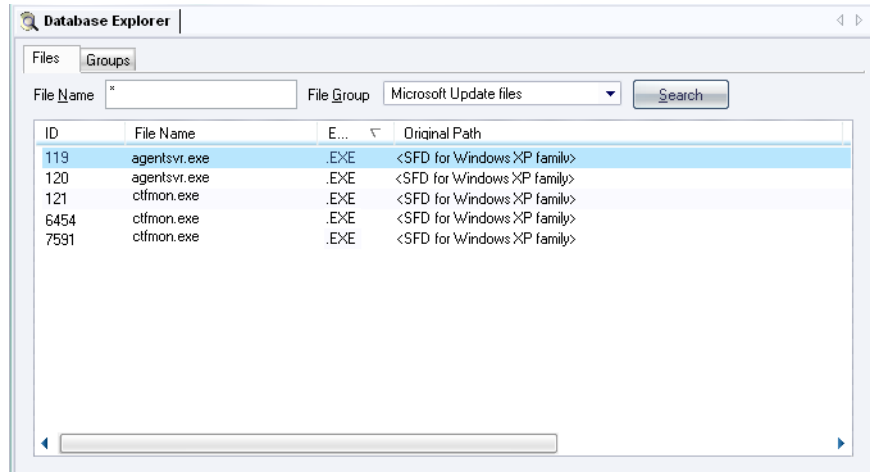 Database Explorer
Files Groups
File Name * File Group Microsoft Update files Search
ID File Name E... Original Path
119 agentsvr.exe .EXE <SFD for Windows XP family>
120 agentsvr.exe .EXE <SFD for Windows XP family>
121 ctfmon.exe .EXE <SFD for Windows XP family>
6454 ctfmon.exe .EXE <SFD for Windows XP family>
7591 ctfmon.exe .EXE <SFD for Windows XP family>